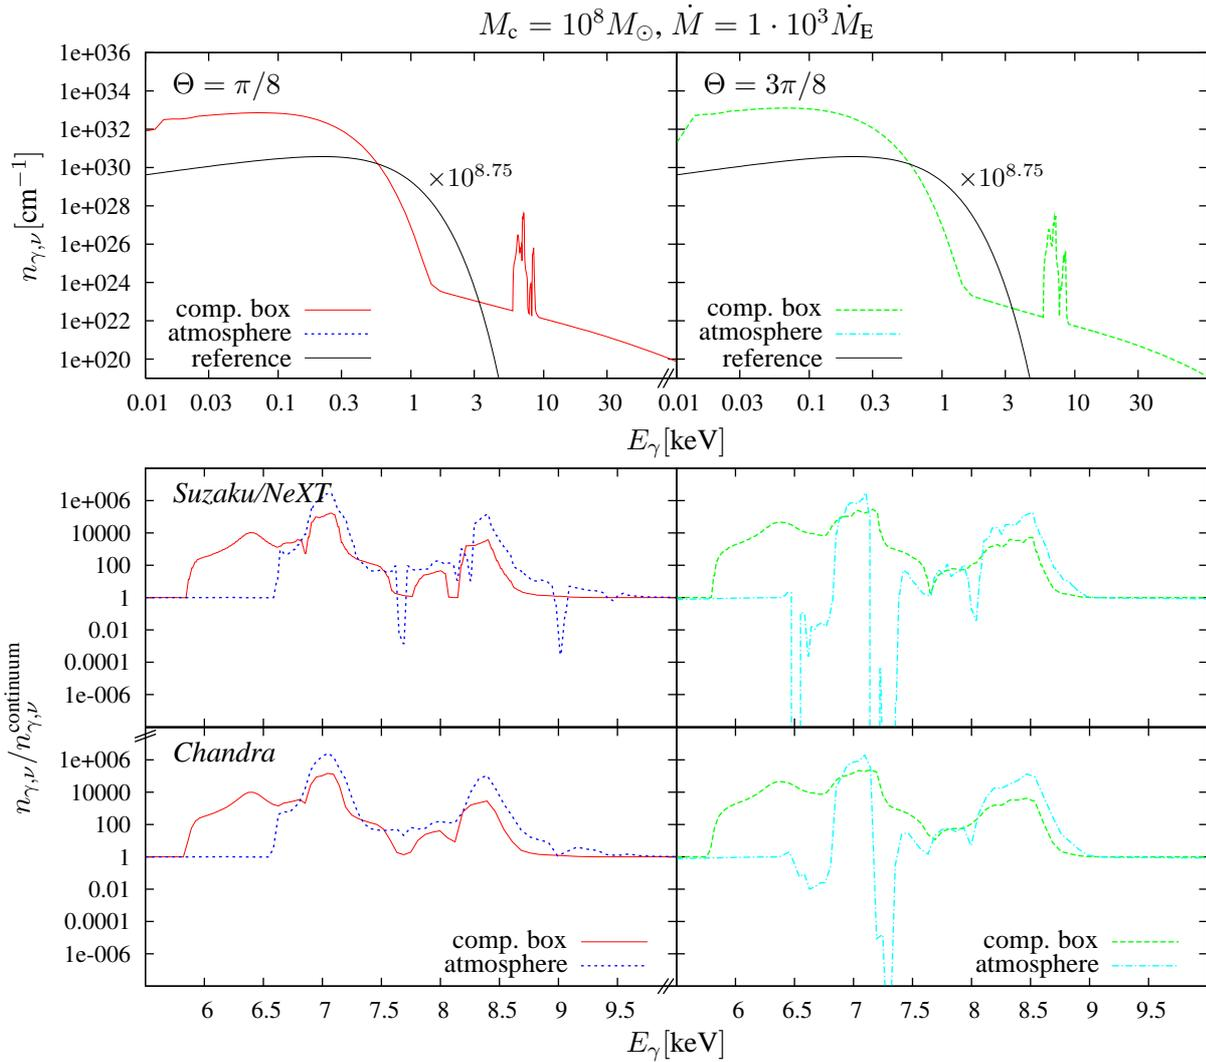 M_c = 10^8 M_⊙, Ṁ = 1 · 10^3 Ṁ_E
Θ = π/8
Θ = 3π/8
1e+036
1e+034
1e+032
1e+030
1e+028
1e+026
1e+024
1e+022
1e+020
n_γ,ν [cm^−1]
×10^8.75
×10^8.75
comp. box
atmosphere
reference
comp. box
atmosphere
reference
0.01 0.03 0.1 0.3 1 3 10 30 0.01 0.03 0.1 0.3 1 3 10 30
E_γ [keV]
Suzaku/NeXT
1e+006
10000
100
1
0.01
0.0001
1e-006
n_γ,ν/n_γ,ν^continuum
Chandra
1e+006
10000
100
1
0.01
0.0001
1e-006
comp. box
atmosphere
comp. box
atmosphere
6 6.5 7 7.5 8 8.5 9 9.5 6 6.5 7 7.5 8 8.5 9 9.5
E_γ [keV]